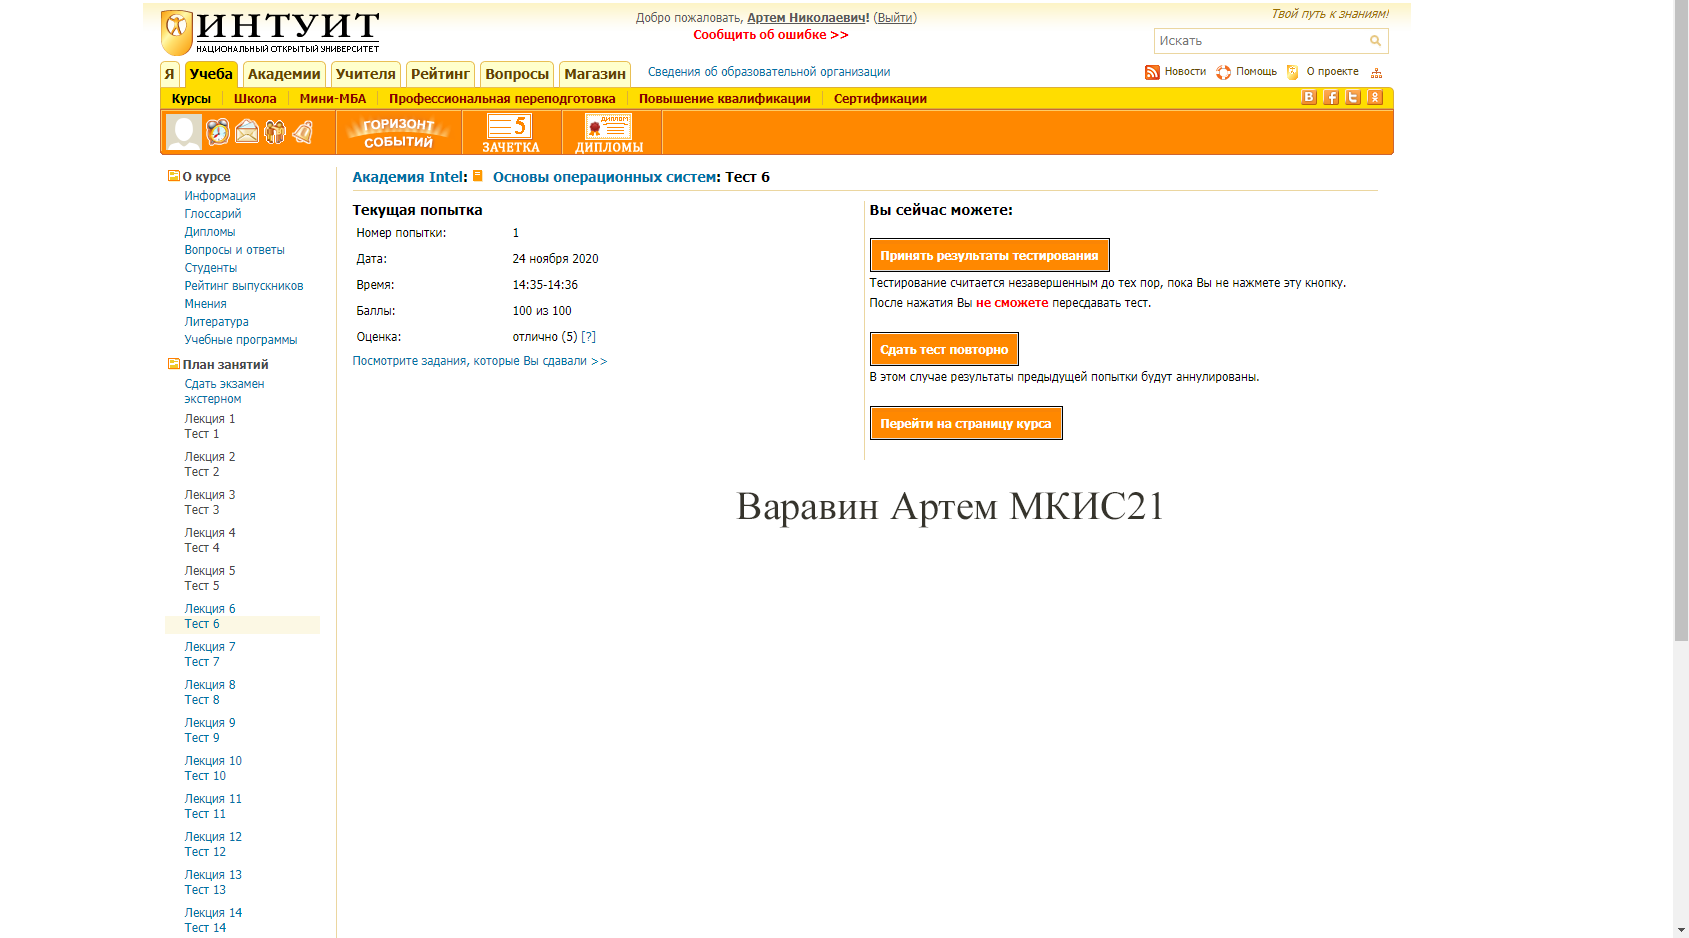 ИНТУИТ
НАЦИОНАЛЬНЫЙ ОТКРЫТЫЙ УНИВЕРСИТЕТ
Добро пожаловать, Артем Николаевич! (Выйти)
Сообщить об ошибке >>
Твой путь к знаниям!
Искать
Я Учеба Академии Учителя Рейтинг Вопросы Магазин
Сведения об образовательной организации
Новости Помощь О проекте
Курсы Школа Мини-МБА Профессиональная переподготовка Повышение квалификации Сертификации
ГОРИЗОНТ
СОБЫТИЙ
5
ЗАЧЕТКА
ДИПЛОМ
ДИПЛОМЫ
О курсе
Информация
Глоссарий
Дипломы
Вопросы и ответы
Студенты
Рейтинг выпускников
Мнения
Литература
Учебные программы
План занятий
Сдать экзамен
экстерном
Лекция 1
Тест 1
Лекция 2
Тест 2
Лекция 3
Тест 3
Лекция 4
Тест 4
Лекция 5
Тест 5
Лекция 6
Тест 6
Лекция 7
Тест 7
Лекция 8
Тест 8
Лекция 9
Тест 9
Лекция 10
Тест 10
Лекция 11
Тест 11
Лекция 12
Тест 12
Лекция 13
Тест 13
Лекция 14
Тест 14
Академия Intel: Основы операционных систем: Тест 6
Текущая попытка
Номер попытки: 1
Дата: 24 ноября 2020
Время: 14:35-14:36
Баллы: 100 из 100
Оценка: отлично (5) [?]
Посмотрите задания, которые Вы сдавали >>
Вы сейчас можете:
Принять результаты тестирования
Тестирование считается незавершенным до тех пор, пока Вы не нажмете эту кнопку.
После нажатия Вы не сможете пересдавать тест.
Сдать тест повторно
В этом случае результаты предыдущей попытки будут аннулированы.
Перейти на страницу курса
Варавин Артем МКИС21